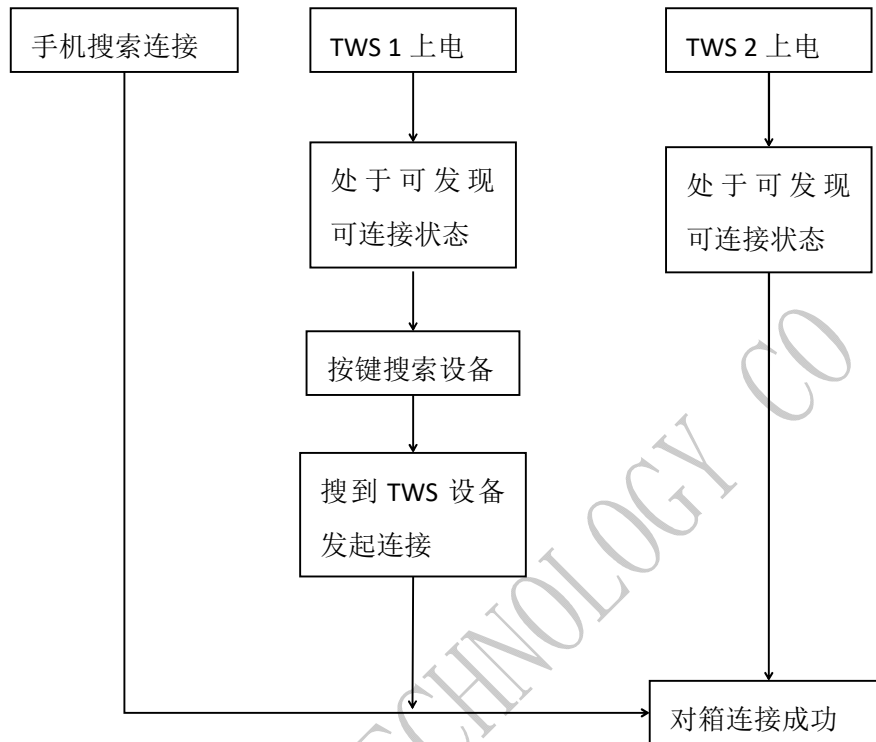 手机搜索连接
TWS 1 上电
TWS 2 上电
处于可发现
可连接状态
处于可发现
可连接状态
按键搜索设备
搜到 TWS 设备
发起连接
对箱连接成功
TECHNOLOGY CO